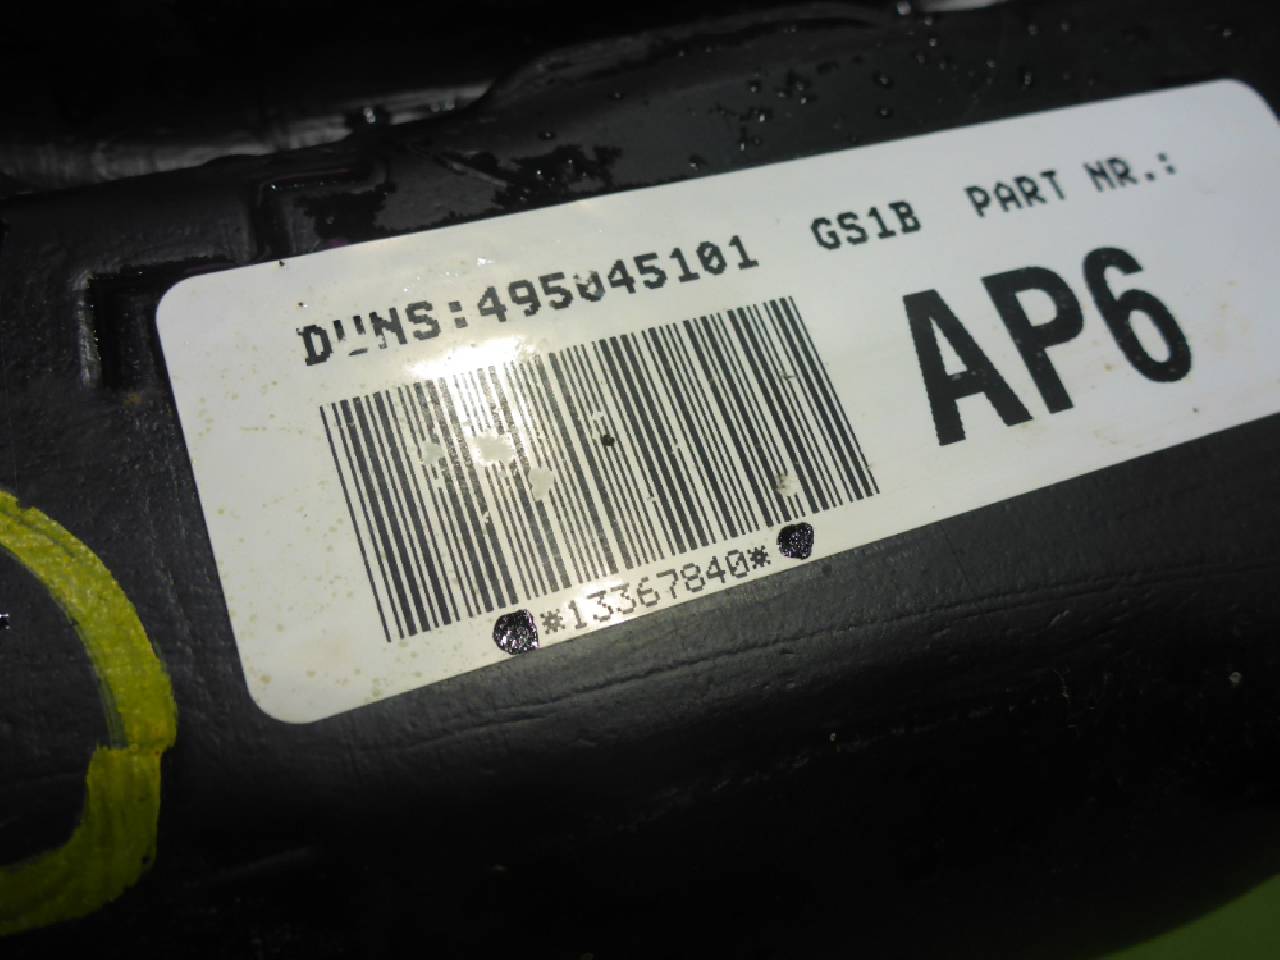 DUNS:495045101 GS1B PART NR.:
AP6
*13367840*